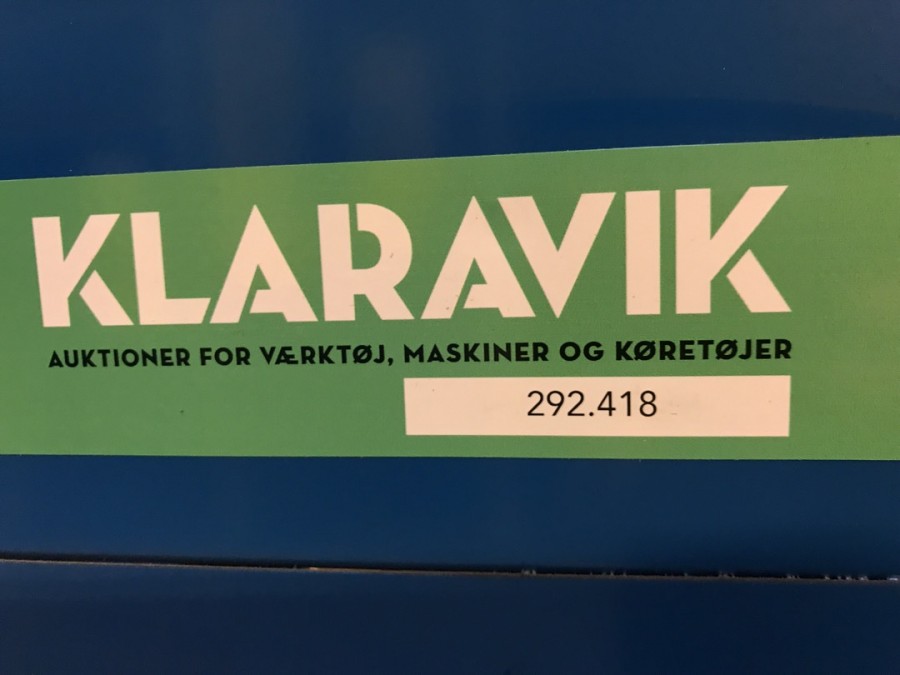 KLARAVIK
AUKTIONER FOR VÆRKTØJ, MASKINER OG KØRETØJER
292.418